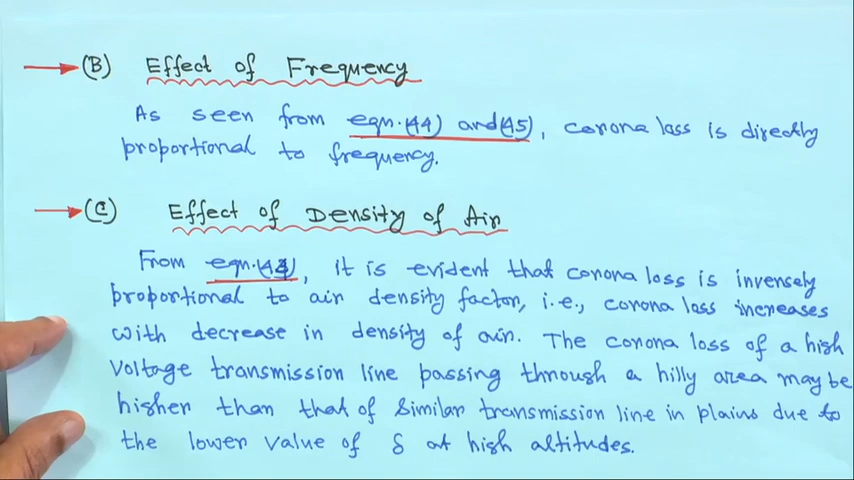 (B) Effect of Frequency
As seen from eqn.(44) and (45), corona loss is directly
proportional to frequency.
(C) Effect of Density of Air
From eqn.(44), it is evident that corona loss is inversely
proportional to air density factor, i.e., corona loss increases
with decrease in density of air. The corona loss of a high
voltage transmission line passing through a hilly area may be
higher than that of similar transmission line in plains due to
the lower value of δ at high altitudes.